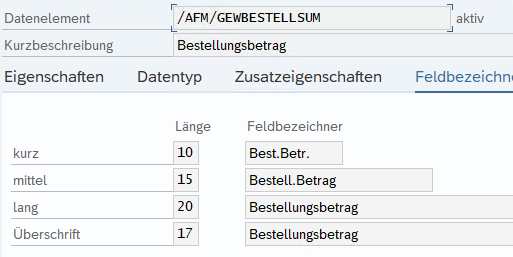 Datenelement /AFM/GEWBESTELLSUM aktiv
Kurzbeschreibung Bestellungsbetrag
Eigenschaften Datentyp Zusatzeigenschaften Feldbezeichne
Länge Feldbezeichner
kurz 10 Best.Betr.
mittel 15 Bestell.Betrag
lang 20 Bestellungsbetrag
Überschrift 17 Bestellungsbetrag